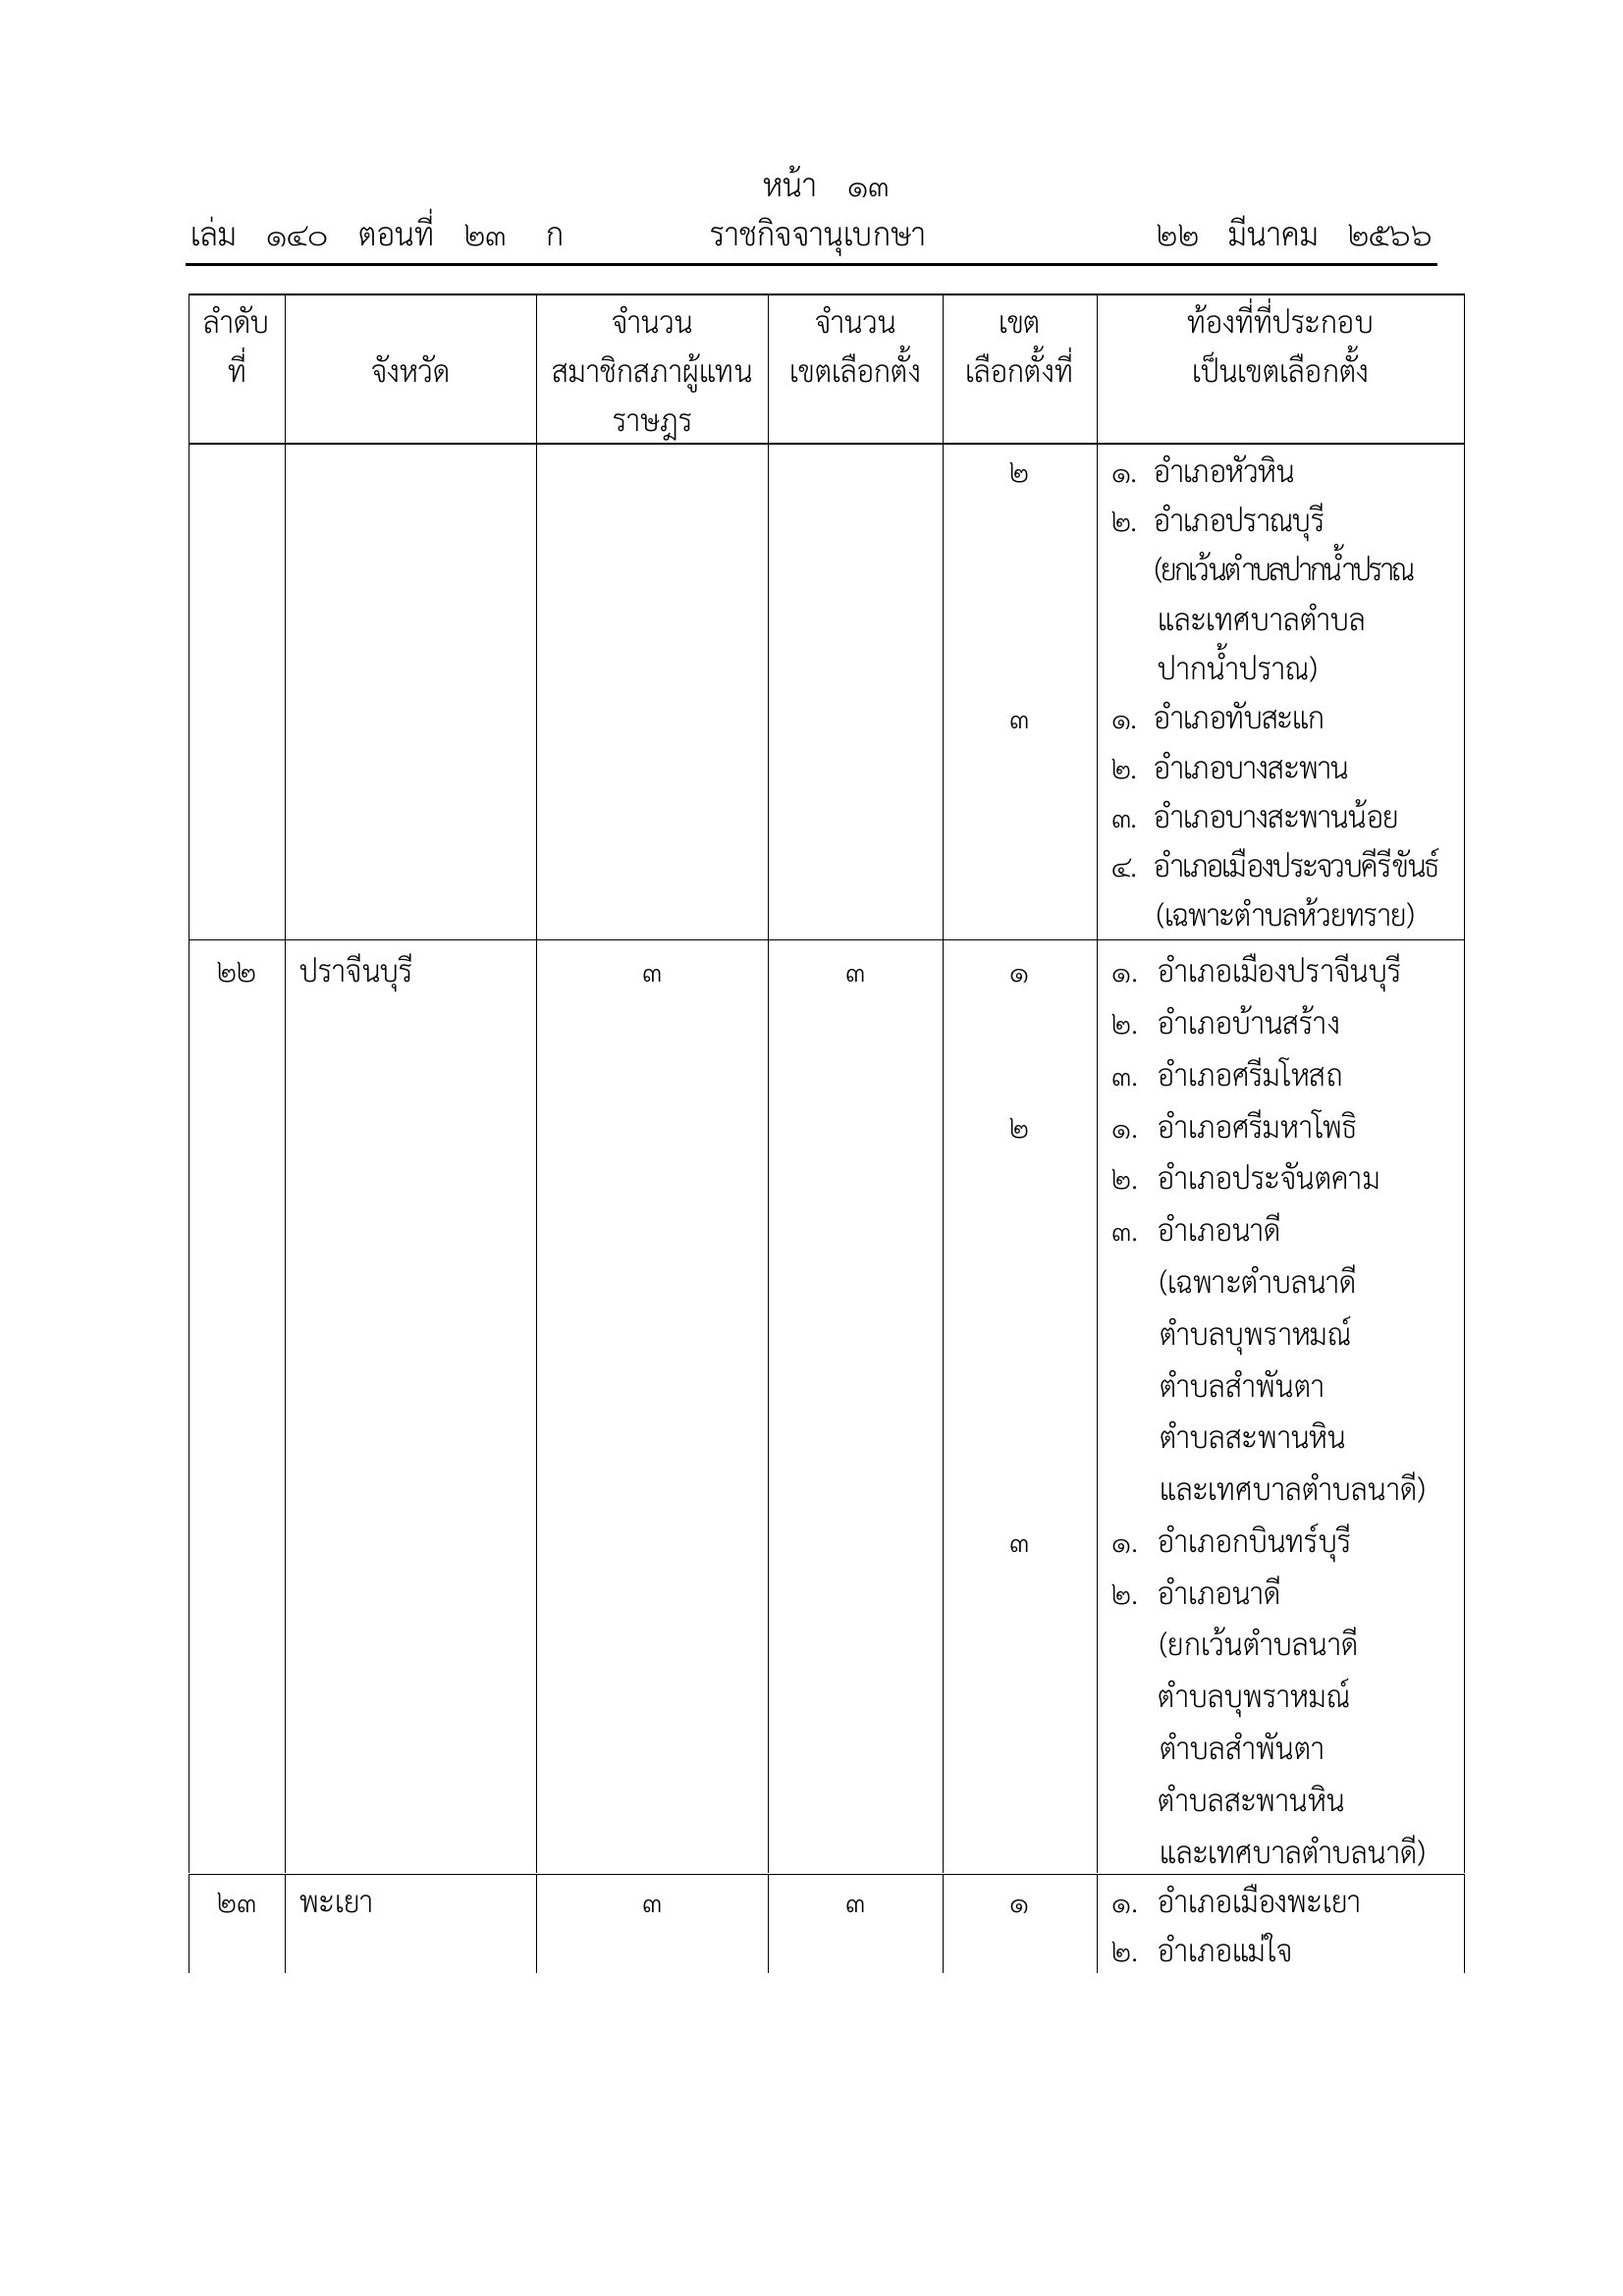 หน้า ๑๓
เล่ม ๑๔๐ ตอนที่ ๒๓ ก ราชกิจจานุเบกษา ๒๒ มีนาคม ๒๕๖๖
ลำดับ จำนวน จำนวน เขต ท้องที่ที่ประกอบ
ที่ จังหวัด สมาชิกสภาผู้แทน เขตเลือกตั้ง เลือกตั้งที่ เป็นเขตเลือกตั้ง
ราษฎร
๒ ๑. อำเภอหัวหิน
๒. อำเภอปราณบุรี
(ยกเว้นตำบลปากน้ำปราณ
และเทศบาลตำบล
ปากน้ำปราณ)
๓ ๑. อำเภอทับสะแก
๒. อำเภอบางสะพาน
๓. อำเภอบางสะพานน้อย
๔. อำเภอเมืองประจวบคีรีขันธ์
(เฉพาะตำบลห้วยทราย)
๒๒ ปราจีนบุรี ๓ ๓ ๑ ๑. อำเภอเมืองปราจีนบุรี
๒. อำเภอบ้านสร้าง
๓. อำเภอศรีมโหสถ
๒ ๑. อำเภอศรีมหาโพธิ
๒. อำเภอประจันตคาม
๓. อำเภอนาดี
(เฉพาะตำบลนาดี
ตำบลบุพราหมณ์
ตำบลสำพันตา
ตำบลสะพานหิน
และเทศบาลตำบลนาดี)
๓ ๑. อำเภอกบินทร์บุรี
๒. อำเภอนาดี
(ยกเว้นตำบลนาดี
ตำบลบุพราหมณ์
ตำบลสำพันตา
ตำบลสะพานหิน
และเทศบาลตำบลนาดี)
๒๓ พะเยา ๓ ๓ ๑ ๑. อำเภอเมืองพะเยา
๒. อำเภอแม่ใจ